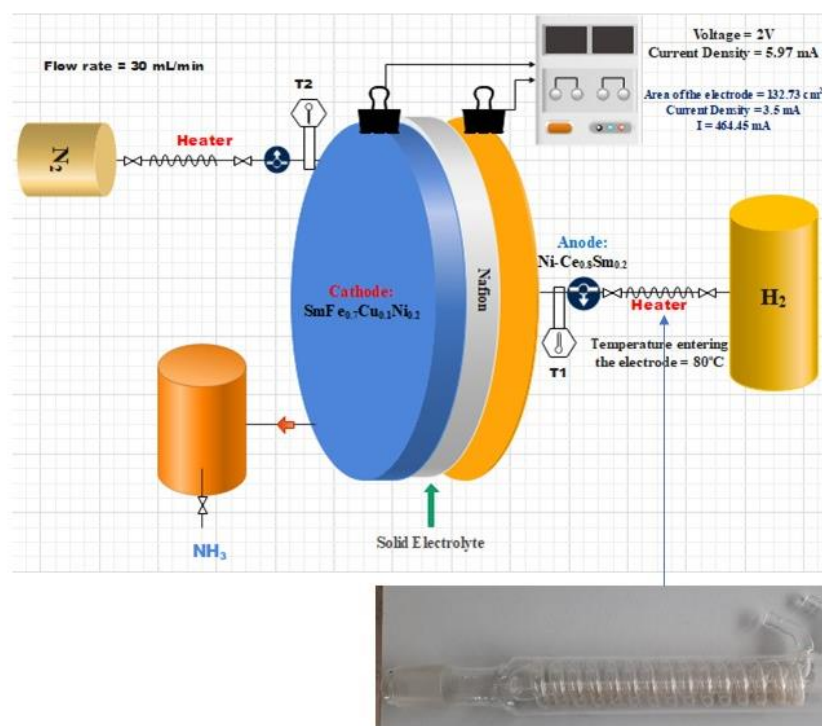 Voltage = 2V
Current Density = 5.97 mA
Flow rate = 30 mL/min
T2
Area of the electrode = 132.73 cm²
Current Density = 3.5 mA
I = 464.45 mA
Heater
N₂
Anode:
Ni-Ce₀.₈Sm₀.₂
Cathode:
SmFe₀.₇Cu₀.₁Ni₀.₂
Nafion
Heater
H₂
Temperature entering
the electrode = 80°C
T1
Solid Electrolyte
NH₃